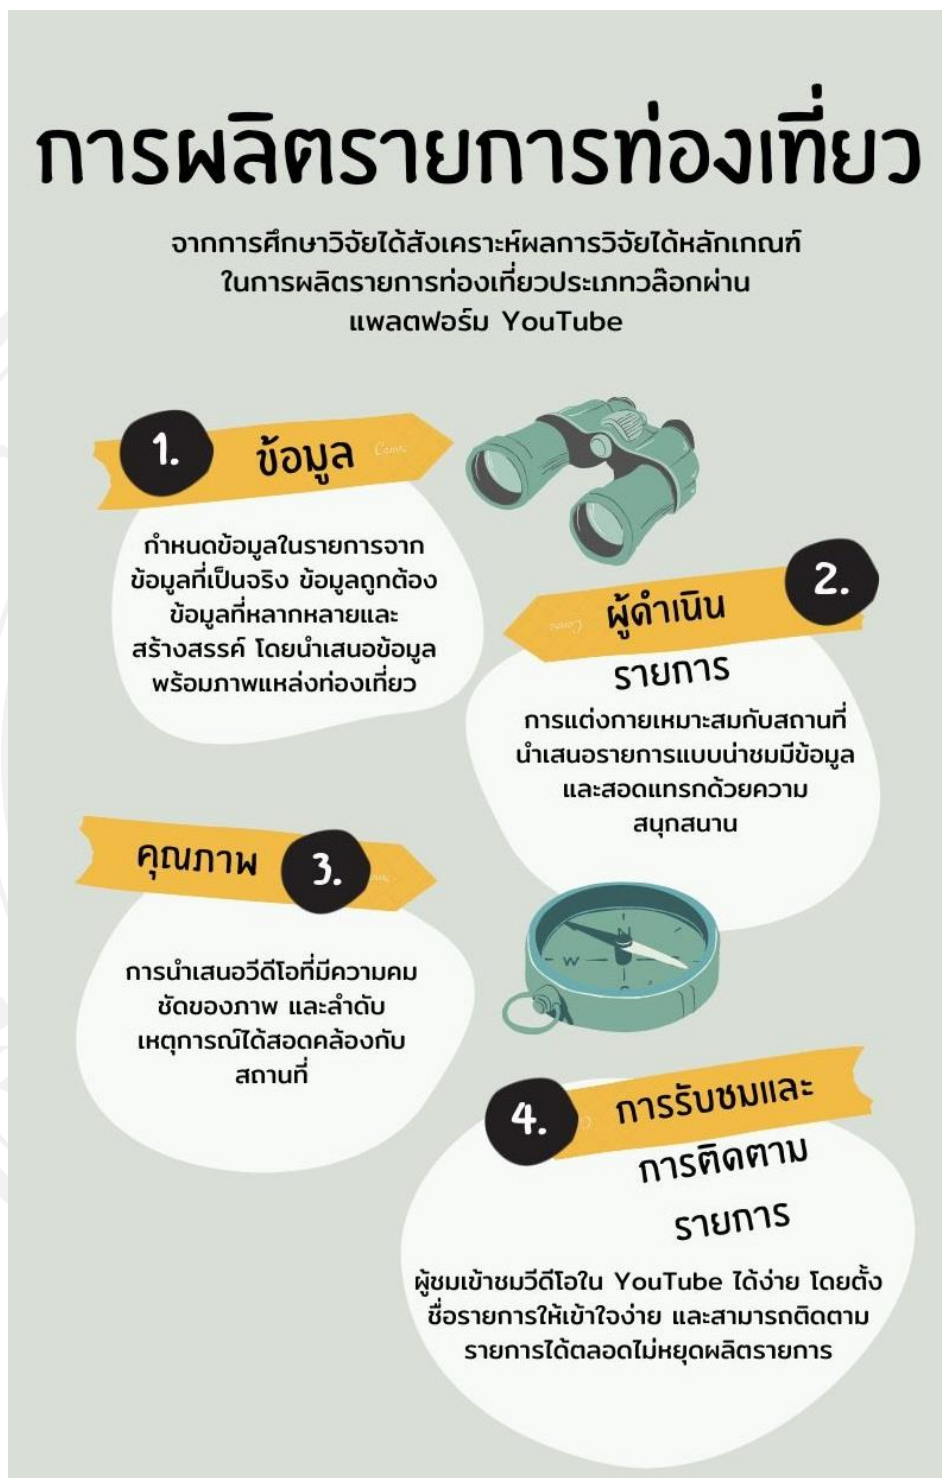 การผลิตรายการท่องเที่ยว
จากการศึกษาวิจัยได้สังเคราะห์ผลการวิจัยได้หลักเกณฑ์
ในการผลิตรายการท่องเที่ยวประเภทวล๊อกผ่าน
แพลตฟอร์ม YouTube
1.
ข้อมูล
Canva
กำหนดข้อมูลในรายการจาก
ข้อมูลที่เป็นจริง ข้อมูลถูกต้อง
ข้อมูลที่หลากหลายและ
สร้างสรรค์ โดยนำเสนอข้อมูล
พร้อมภาพแหล่งท่องเที่ยว
2.
ผู้ดำเนิน
รายการ
การแต่งกายเหมาะสมกับสถานที่
นำเสนอรายการแบบน่าชมมีข้อมูล
และสอดแทรกด้วยความ
สนุกสนาน
คุณภาพ
3.
การนำเสนอวีดีโอที่มีความคม
ชัดของภาพ และลำดับ
เหตุการณ์ได้สอดคล้องกับ
สถานที่
N
W
4.
การรับชมและ
การติดตาม
รายการ
ผู้ชมเข้าชมวีดีโอใน YouTube ได้ง่าย โดยตั้ง
ชื่อรายการให้เข้าใจง่าย และสามารถติดตาม
รายการได้ตลอดไม่หยุดผลิตรายการ